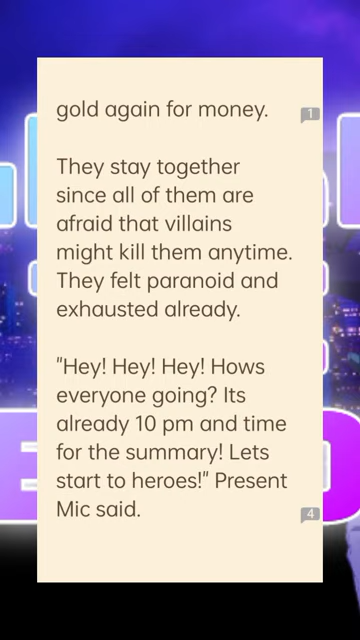 gold again for money.
1
They stay together
since all of them are
afraid that villains
might kill them anytime.
They felt paranoid and
exhausted already.
"Hey! Hey! Hey! Hows
everyone going? Its
already 10 pm and time
for the summary! Lets
start to heroes!" Present
Mic said.
4